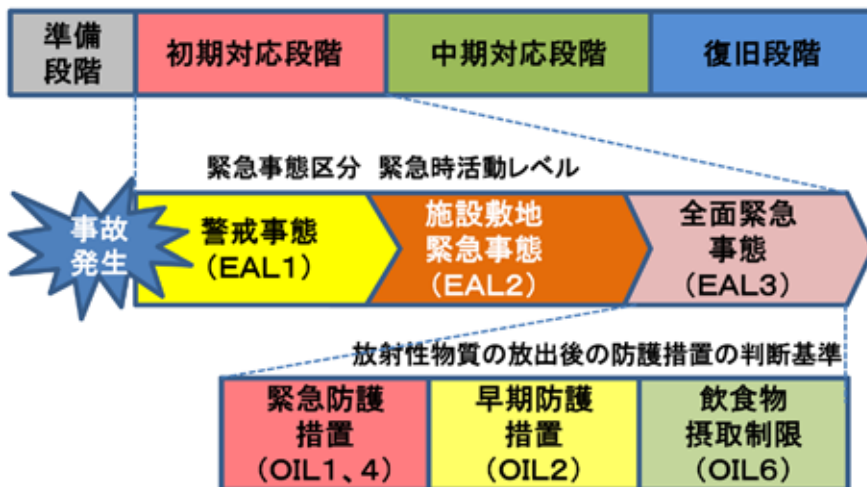 準備
段階
初期対応段階
中期対応段階
復旧段階
緊急事態区分 緊急時活動レベル
事故
発生
警戒事態
(EAL1)
施設敷地
緊急事態
(EAL2)
全面緊急
事態
(EAL3)
放射性物質の放出後の防護措置の判断基準
緊急防護
措置
(OIL1、4)
早期防護
措置
(OIL2)
飲食物
摂取制限
(OIL6)